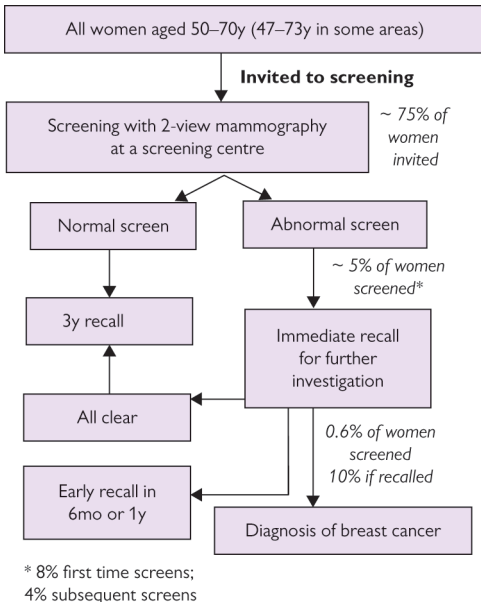 All women aged 50–70y (47–73y in some areas)
Invited to screening
Screening with 2-view mammography
at a screening centre
~ 75% of
women
invited
Normal screen
Abnormal screen
~ 5% of women
screened*
3y recall
Immediate recall
for further
investigation
All clear
0.6% of women
screened
10% if recalled
Early recall in
6mo or 1y
Diagnosis of breast cancer
* 8% first time screens;
4% subsequent screens